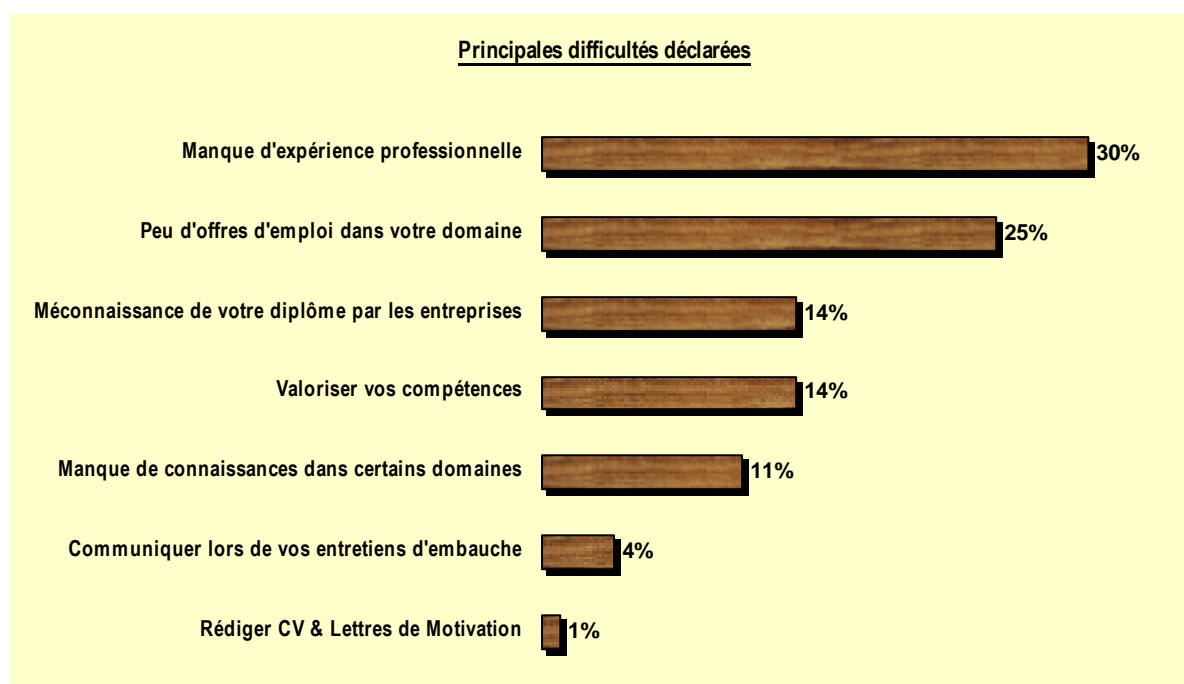 Principales difficultés déclarées
Manque d'expérience professionnelle 30%
Peu d'offres d'emploi dans votre domaine 25%
Méconnaissance de votre diplôme par les entreprises 14%
Valoriser vos compétences 14%
Manque de connaissances dans certains domaines 11%
Communiquer lors de vos entretiens d'embauche 4%
Rédiger CV & Lettres de Motivation 1%